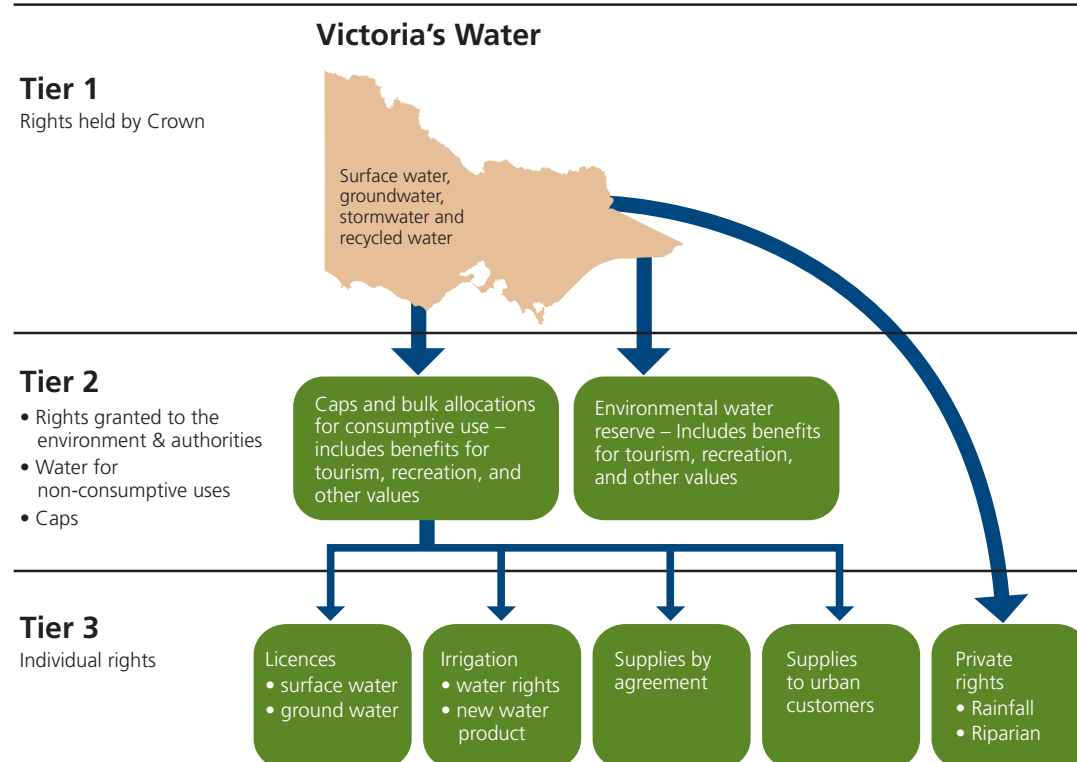 Victoria's Water
Tier 1
Rights held by Crown
Surface water,
groundwater,
stormwater and
recycled water
Tier 2
• Rights granted to the
environment & authorities
• Water for
non-consumptive uses
• Caps
Caps and bulk allocations
for consumptive use –
includes benefits for
tourism, recreation, and
other values
Environmental water
reserve – Includes benefits
for tourism, recreation,
and other values
Tier 3
Individual rights
Licences
• surface water
• ground water
Irrigation
• water rights
• new water
product
Supplies by
agreement
Supplies
to urban
customers
Private
rights
• Rainfall
• Riparian